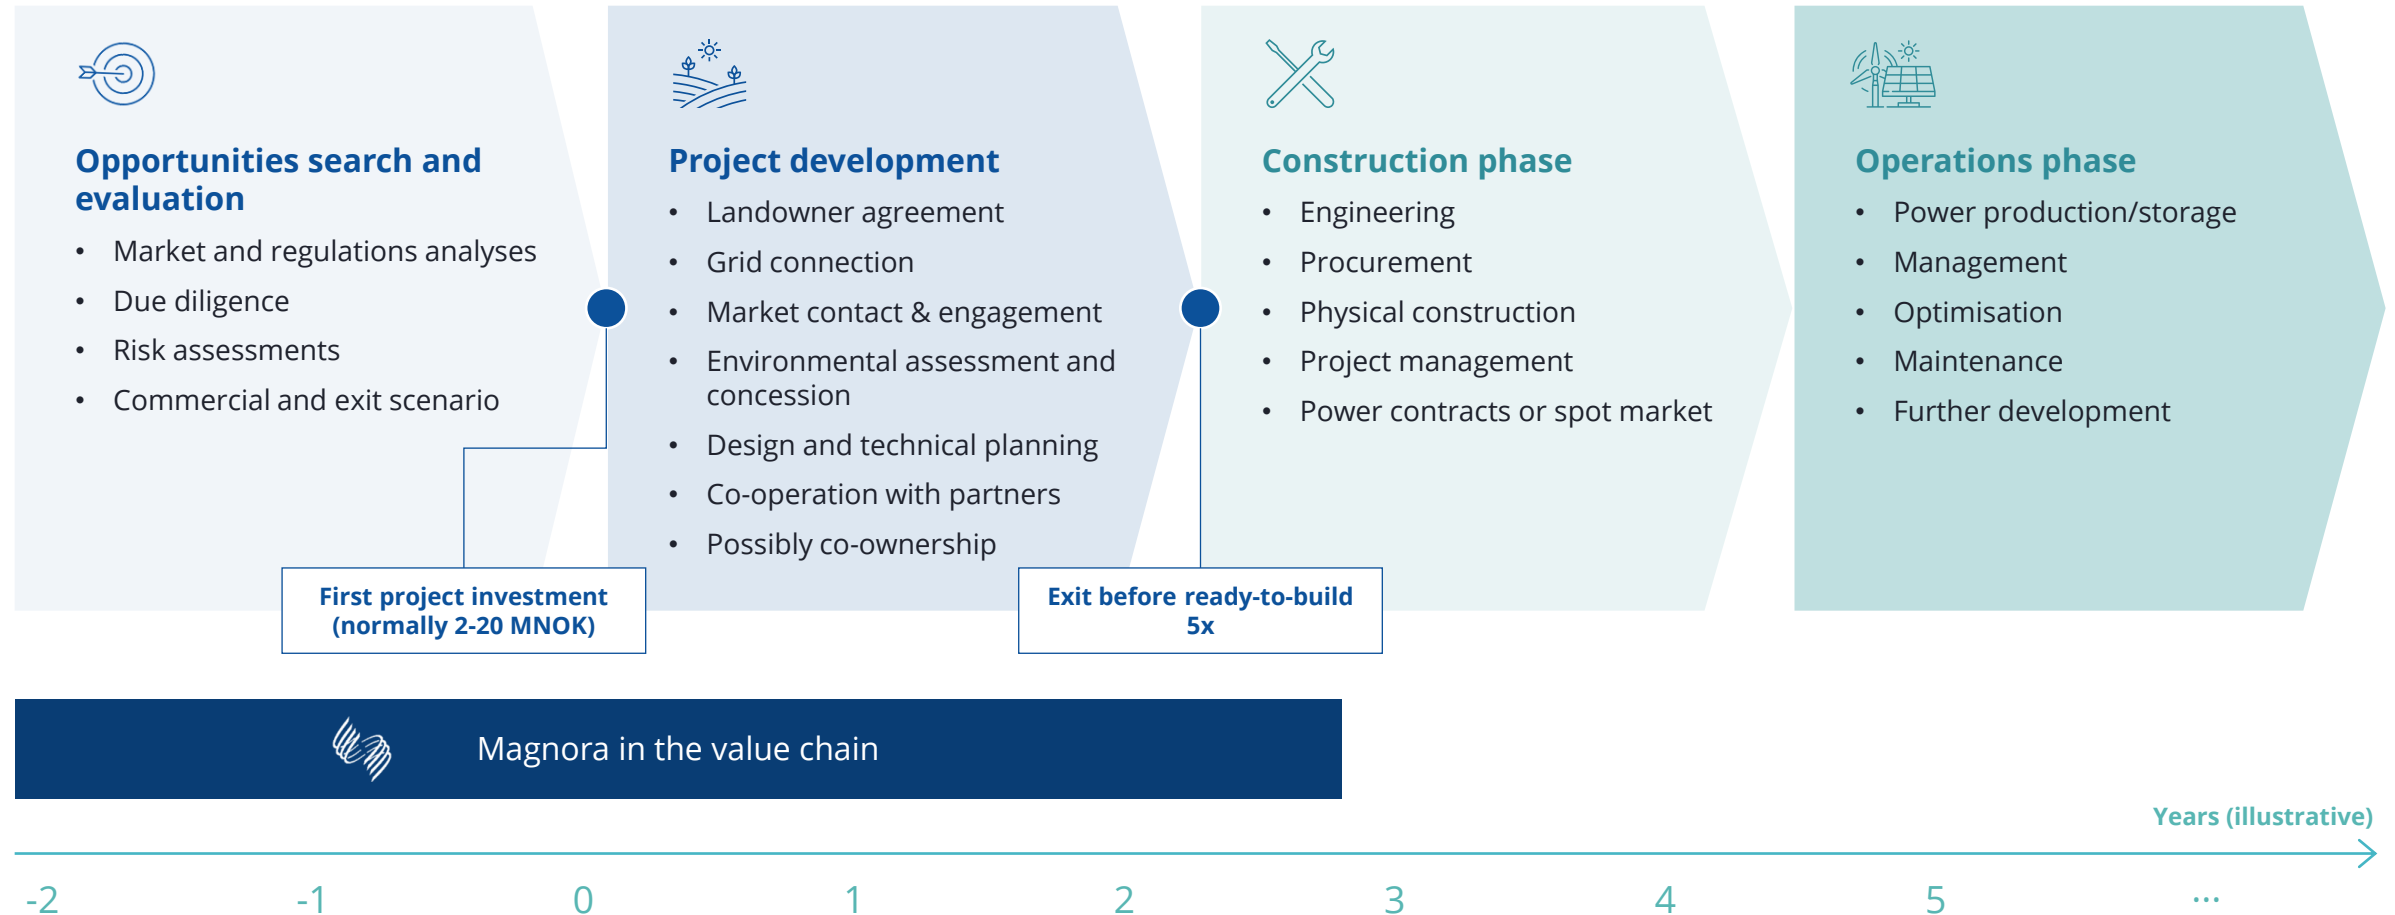 Opportunities search and
evaluation
• Market and regulations analyses
• Due diligence
• Risk assessments
• Commercial and exit scenario
Project development
• Landowner agreement
• Grid connection
• Market contact & engagement
• Environmental assessment and
concession
• Design and technical planning
• Co-operation with partners
• Possibly co-ownership
Construction phase
• Engineering
• Procurement
• Physical construction
• Project management
• Power contracts or spot market
Operations phase
• Power production/storage
• Management
• Optimisation
• Maintenance
• Further development
First project investment
(normally 2-20 MNOK)
Exit before ready-to-build
5x
Magnora in the value chain
Years (illustrative)
-2 -1 0 1 2 3 4 5 ...